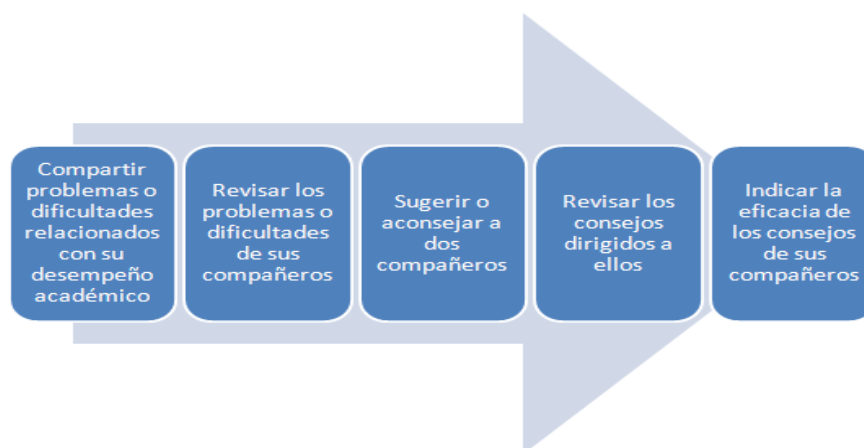 Compartir
problemas o
dificultades
relacionados
con su
desempeño
académico
Revisar los
problemas o
dificultades
de sus
compañeros
Sugerir o
aconsejar a
dos
compañeros
Revisar los
consejos
dirigidos a
ellos
Indicar la
eficacia de
los consejos
de sus
compañeros